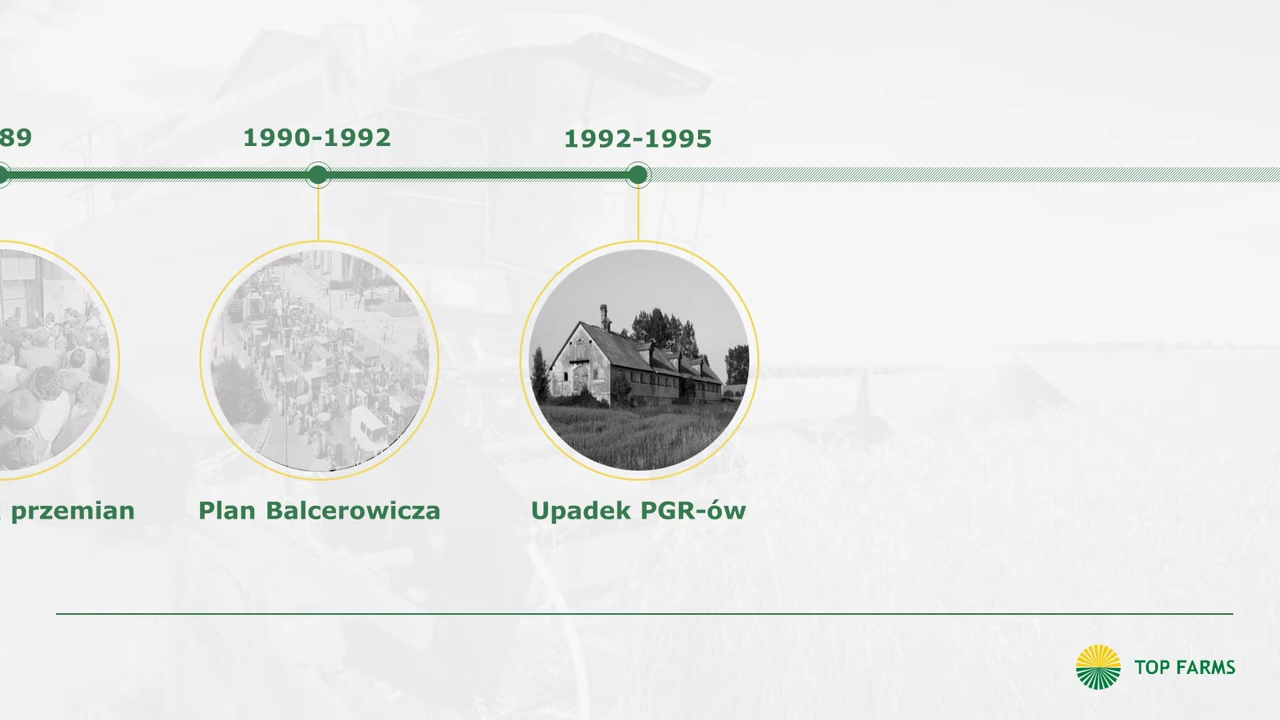 89
1990-1992
1992-1995
przemian
Plan Balcerowicza
Upadek PGR-ów
TOP FARMS